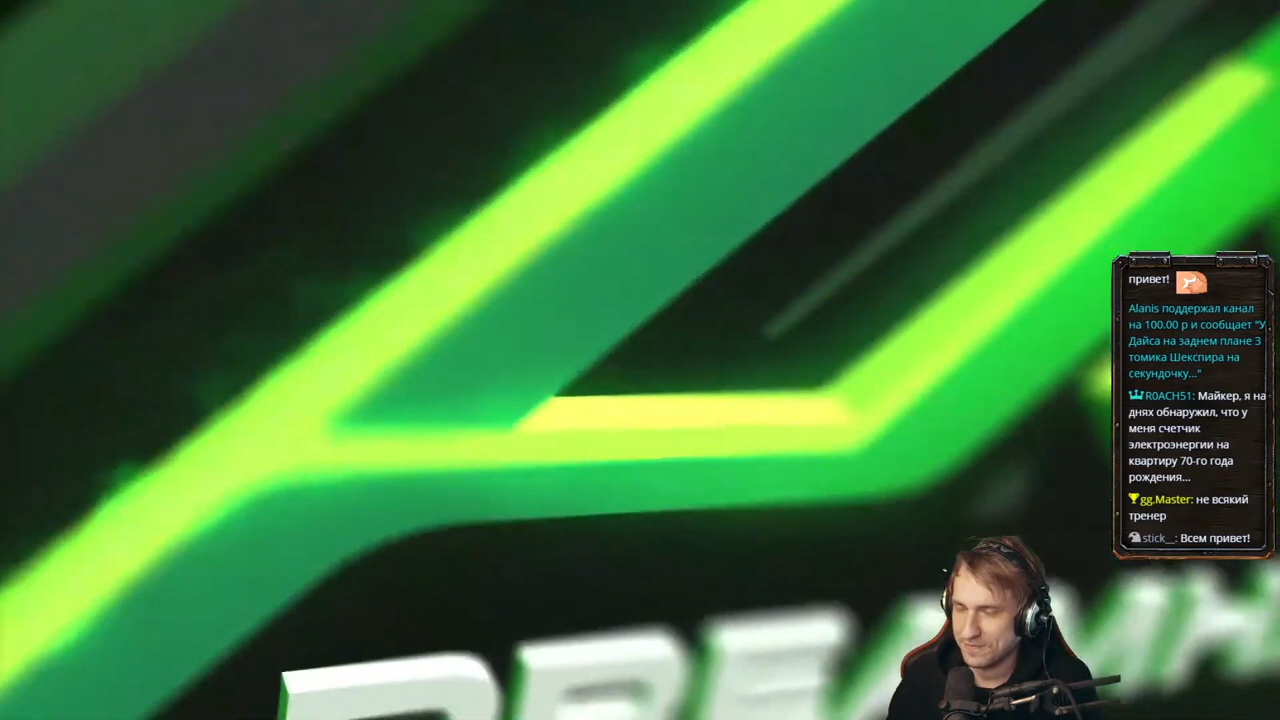 привет!
Alanis поддержал канал
на 100.00 р и сообщает "У
Дайса на заднем плане 3
томика Шекспира на
секундочку..."
R0ACH51: Майкер, я на
днях обнаружил, что у
меня счетчик
электроэнергии на
квартиру 70-го года
рождения...
gg.Master: не всякий
тренер
stick__: Всем привет!
DREAMH